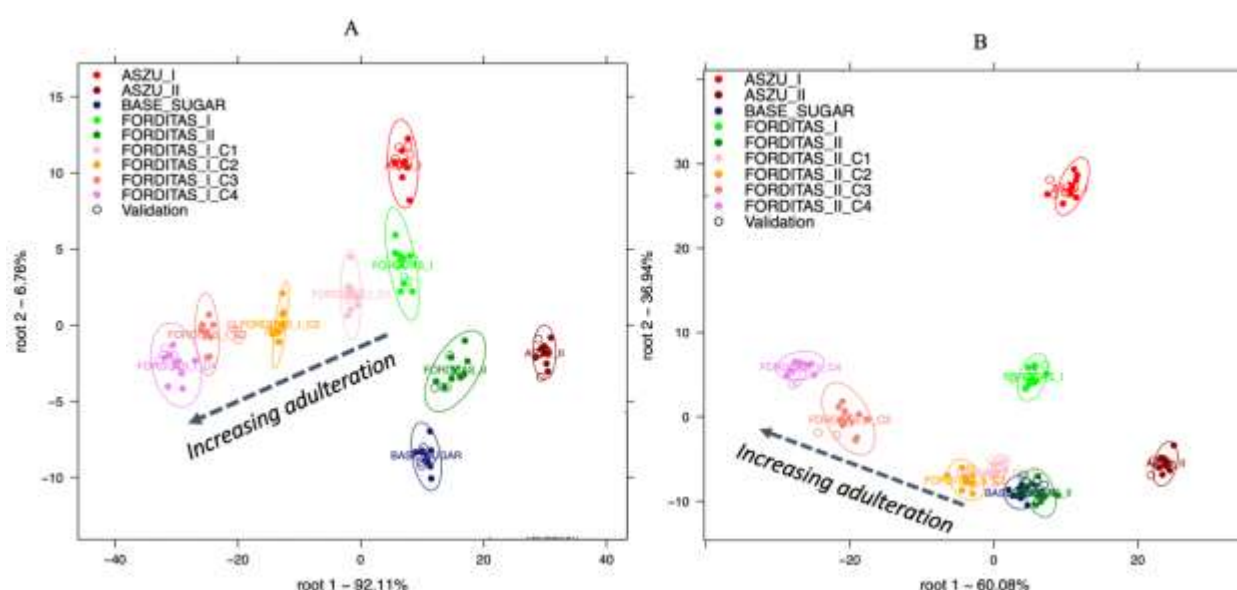 A
ASZU_I
ASZU_II
BASE_SUGAR
FORDITAS_I
FORDITAS_II
FORDITAS_I_C1
FORDITAS_I_C2
FORDITAS_I_C3
FORDITAS_I_C4
Validation
15
10
5
0
−5
−10
root 2 − 6.76%
FORDITAS_I
FORDITAS_I_C2
BASE_SUGAR
Increasing adulteration
−40
−20
0
20
40
root 1 − 92.11%
B
ASZU_I
ASZU_II
BASE_SUGAR
FORDITAS_I
FORDITAS_II
FORDITAS_II_C1
FORDITAS_II_C2
FORDITAS_II_C3
FORDITAS_II_C4
Validation
30
20
10
0
−10
root 2 − 36.94%
Increasing adulteration
−20
0
20
root 1 − 60.08%